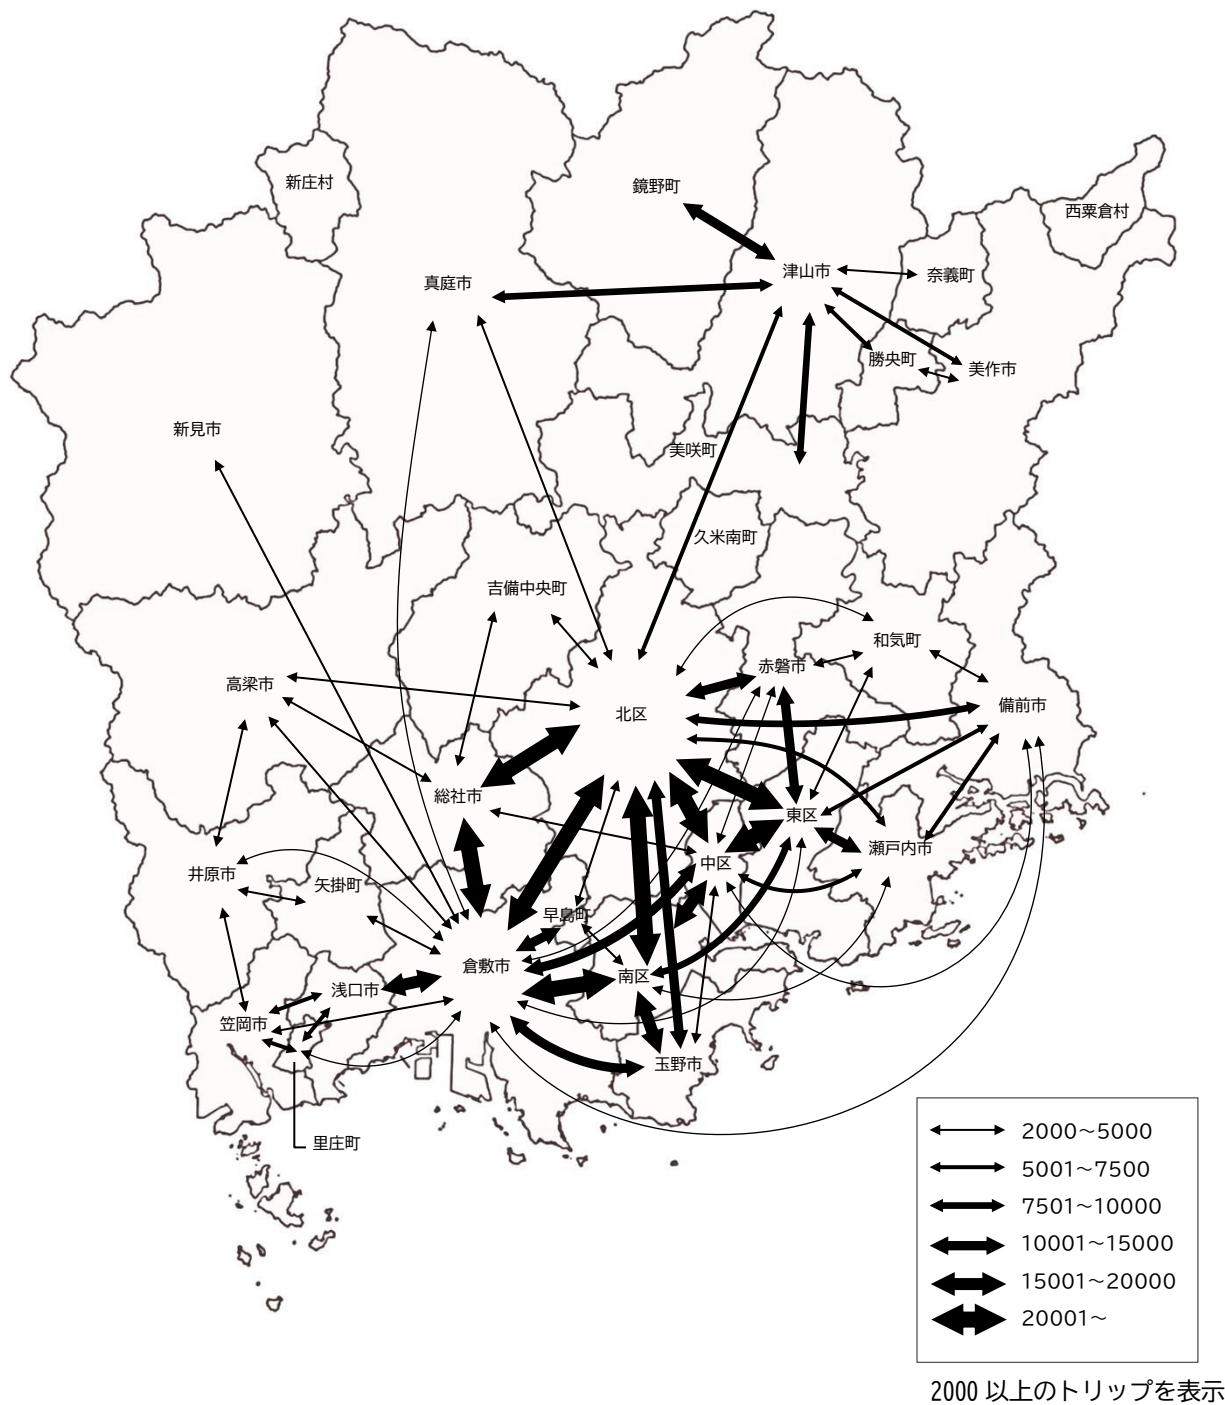 新庄村
鏡野町
西粟倉村
真庭市
津山市
奈義町
勝央町
美作市
新見市
美咲町
久米南町
吉備中央町
和気町
赤磐市
高梁市
北区
備前市
総社市
東区
瀬戸内市
中区
井原市
矢掛町
早島町
倉敷市
南区
浅口市
笠岡市
玉野市
里庄町
2000～5000
5001～7500
7501～10000
10001～15000
15001～20000
20001～
2000 以上のトリップを表示